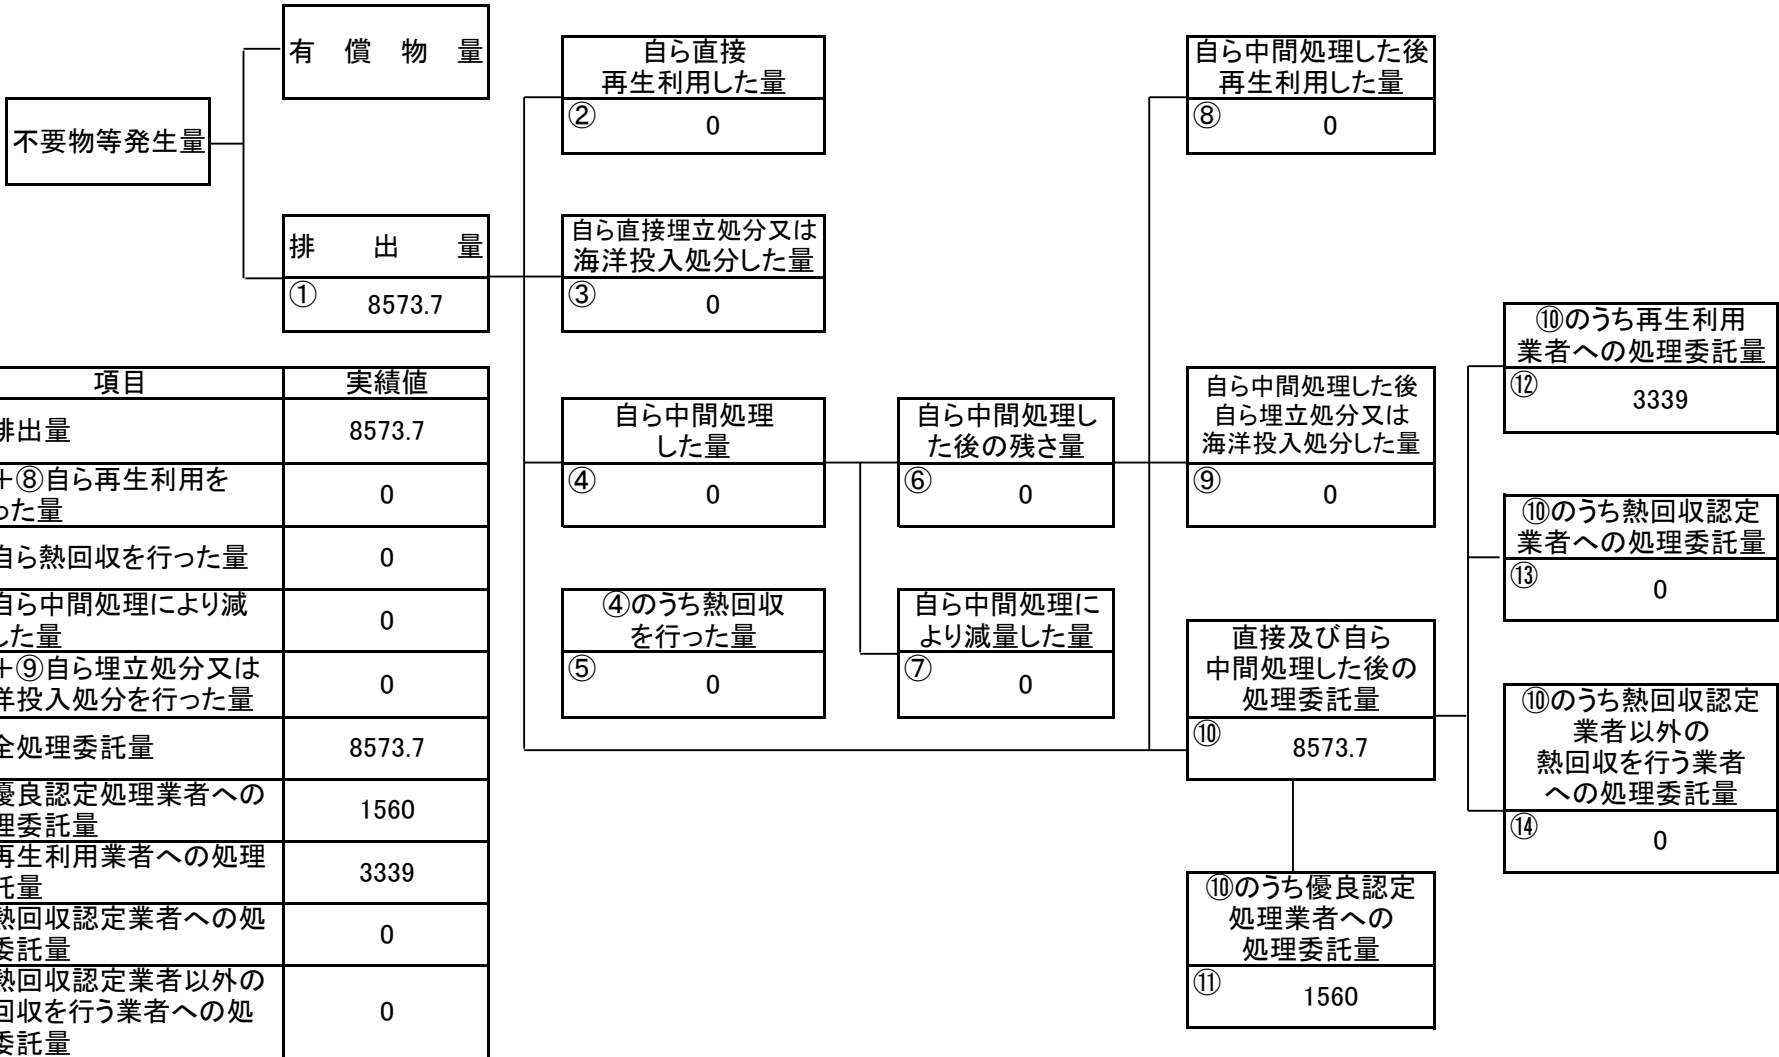 有償物量
不要物等発生量
排出量
① 8573.7
自ら直接
再生利用した量
② 0
自ら直接埋立処分又は
海洋投入処分した量
③ 0
自ら中間処理
した量
④ 0
④のうち熱回収
を行った量
⑤ 0
自ら中間処理し
た後の残さ量
⑥ 0
自ら中間処理に
より減量した量
⑦ 0
自ら中間処理した後
再生利用した量
⑧ 0
自ら中間処理した後
自ら埋立処分又は
海洋投入処分した量
⑨ 0
直接及び自ら
中間処理した後の
処理委託量
⑩ 8573.7
⑩のうち優良認定
処理業者への
処理委託量
⑪ 1560
⑩のうち再生利用
業者への処理委託量
⑫ 3339
⑩のうち熱回収認定
業者への処理委託量
⑬ 0
⑩のうち熱回収認定
業者以外の
熱回収を行う業者
への処理委託量
⑭ 0
項目 実績値
排出量 8573.7
+⑧自ら再生利用を
った量 0
自ら熱回収を行った量 0
自ら中間処理により減
した量 0
+⑨自ら埋立処分又は
洋投入処分を行った量 0
全処理委託量 8573.7
優良認定処理業者への
理委託量 1560
再生利用業者への処理
託量 3339
熱回収認定業者への処
委託量 0
熱回収認定業者以外の
回収を行う業者への処
委託量 0